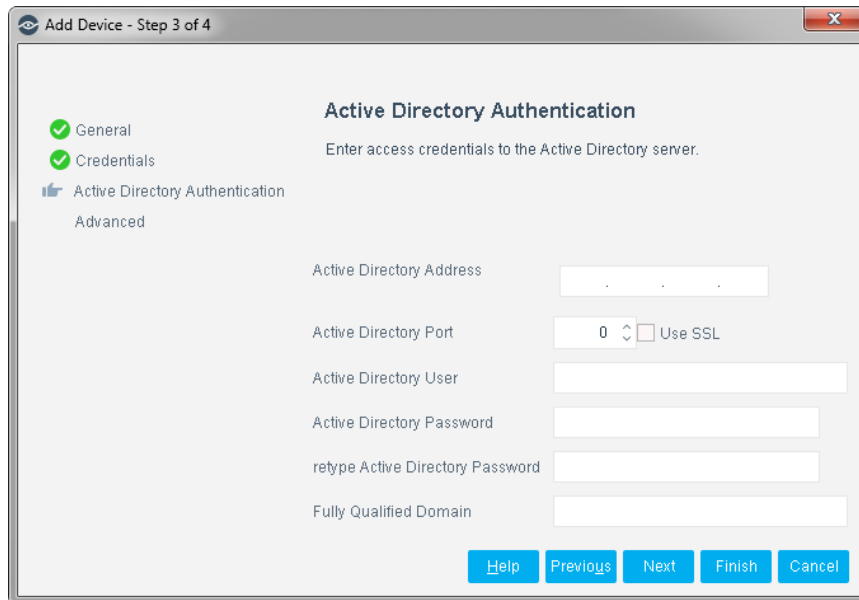 Add Device - Step 3 of 4
General
Credentials
Active Directory Authentication
Advanced
Active Directory Authentication
Enter access credentials to the Active Directory server.
Active Directory Address
. . .
Active Directory Port 0 Use SSL
Active Directory User
Active Directory Password
retype Active Directory Password
Fully Qualified Domain
Help Previous Next Finish Cancel